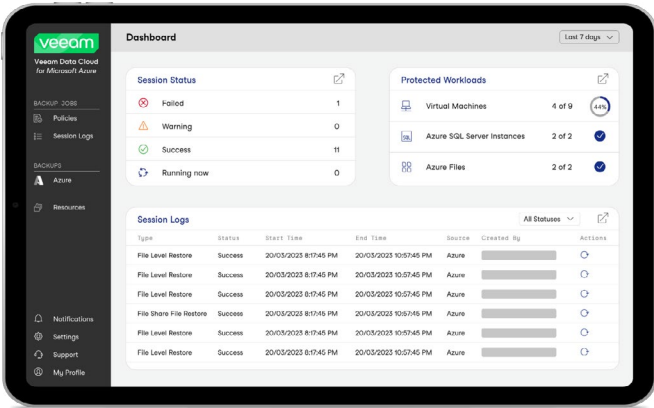 veeam
Veeam Data Cloud
for Microsoft Azure
BACKUP JOBS
Policies
Session Logs
BACKUPS
Azure
Resources
Notifications
Settings
Support
My Profile
Dashboard
Last 7 days
Session Status
Failed 1
Warning 0
Success 11
Running now 0
Protected Workloads
Virtual Machines 4 of 9 44%
SQL Azure SQL Server Instances 2 of 2
Azure Files 2 of 2
Session Logs
All Statuses
Type Status Start Time End Time Source Created By Actions
File Level Restore Success 20/03/2023 8:17:45 PM 20/03/2023 10:57:45 PM Azure
File Level Restore Success 20/03/2023 8:17:45 PM 20/03/2023 10:57:45 PM Azure
File Level Restore Success 20/03/2023 8:17:45 PM 20/03/2023 10:57:45 PM Azure
File Share File Restore Success 20/03/2023 8:17:45 PM 20/03/2023 10:57:45 PM Azure
File Level Restore Success 20/03/2023 8:17:45 PM 20/03/2023 10:57:45 PM Azure
File Level Restore Success 20/03/2023 8:17:45 PM 20/03/2023 10:57:45 PM Azure